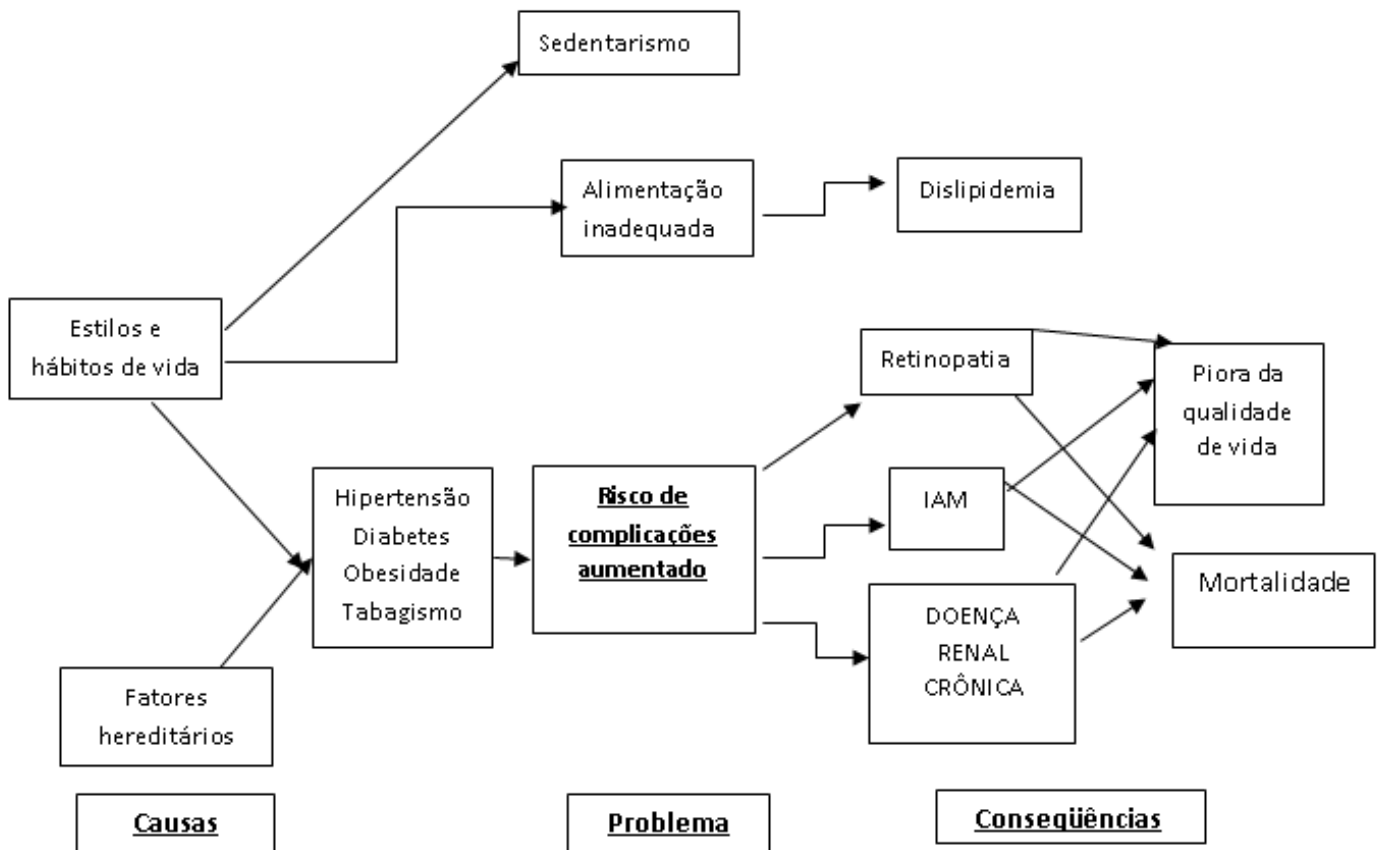 Sedentarismo
Alimentação
inadequada
Dislipidemia
Estilos e
hábitos de vida
Retinopatia
Piora da
qualidade
de vida
Hipertensão
Diabetes
Obesidade
Tabagismo
Risco de
complicações
aumentado
IAM
Mortalidade
DOENÇA
RENAL
CRÔNICA
Fatores
hereditários
Causas
Problema
Conseqüências